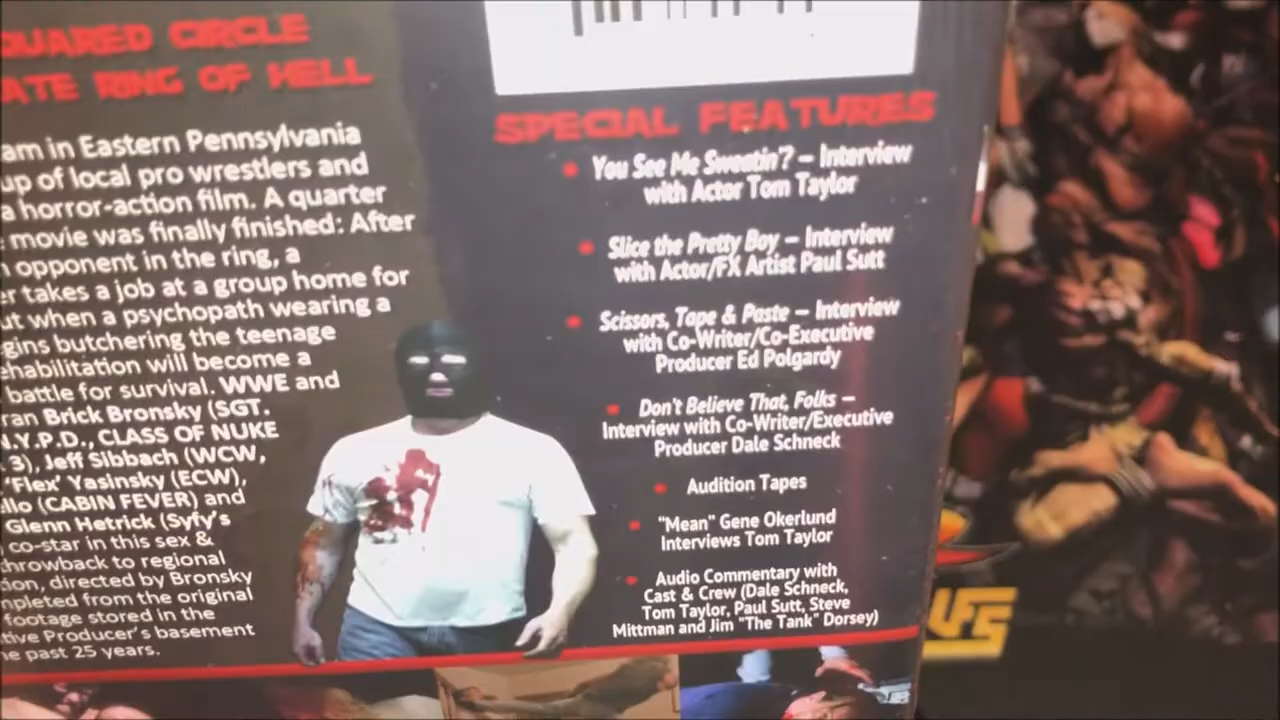 QUARED CIRCLE
ATE RING OF HELL
am in Eastern Pennsylvania
up of local pro wrestlers and
a horror-action film. A quarter
movie was finally finished: After
opponent in the ring, a
er takes a job at a group home for
ut when a psychopath wearing a
gins butchering the teenage
ehabilitation will become a
battle for survival. WWE and
ran Brick Bronsky (SGT.
N.Y.P.D., CLASS OF NUKE
3), Jeff Sibbach (WCW,
'Flex' Yasinsky (ECW),
llo (CABIN FEVER) and
Glenn Hetrick (Syfy's
co-star in this sex &
throwback to regional
tion, directed by Bronsky
mpleted from the original
footage stored in the
tive Producer's basement
he past 25 years.
SPECIAL FEATURES
• You See Me Sweatin'? – Interview
with Actor Tom Taylor
• Slice the Pretty Boy – Interview
with Actor/FX Artist Paul Sutt
• Scissors, Tape & Paste – Interview
with Co-Writer/Co-Executive
Producer Ed Polgardy
• Don't Believe That, Folks –
Interview with Co-Writer/Executive
Producer Dale Schneck
• Audition Tapes
• "Mean" Gene Okerlund
Interviews Tom Taylor
• Audio Commentary with
Cast & Crew (Dale Schneck,
Tom Taylor, Paul Sutt, Steve
Mittman and Jim "The Tank" Dorsey)